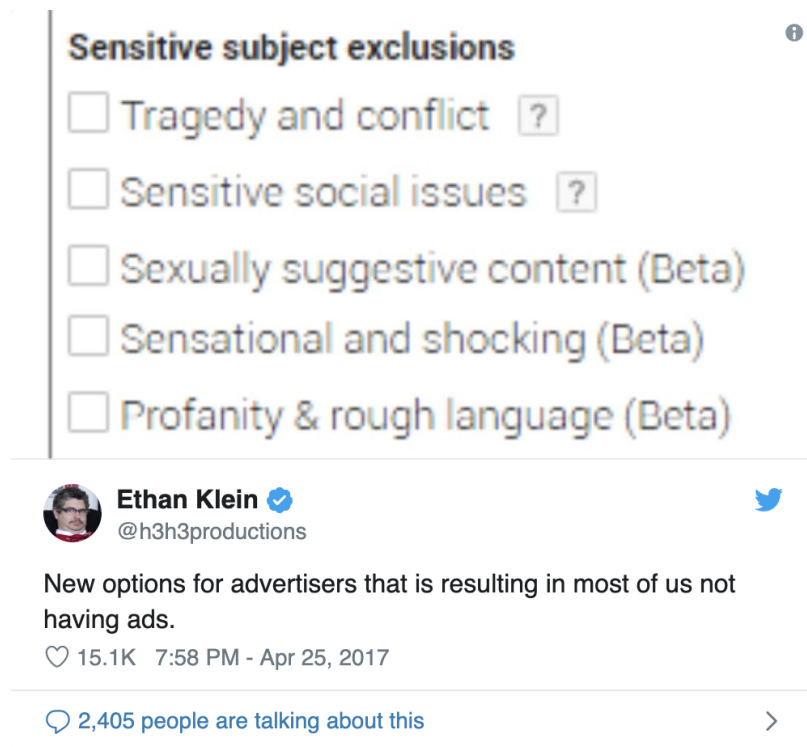 Sensitive subject exclusions
Tragedy and conflict ?
Sensitive social issues ?
Sexually suggestive content (Beta)
Sensational and shocking (Beta)
Profanity & rough language (Beta)
Ethan Klein
@h3h3productions
New options for advertisers that is resulting in most of us not
having ads.
15.1K 7:58 PM - Apr 25, 2017
2,405 people are talking about this